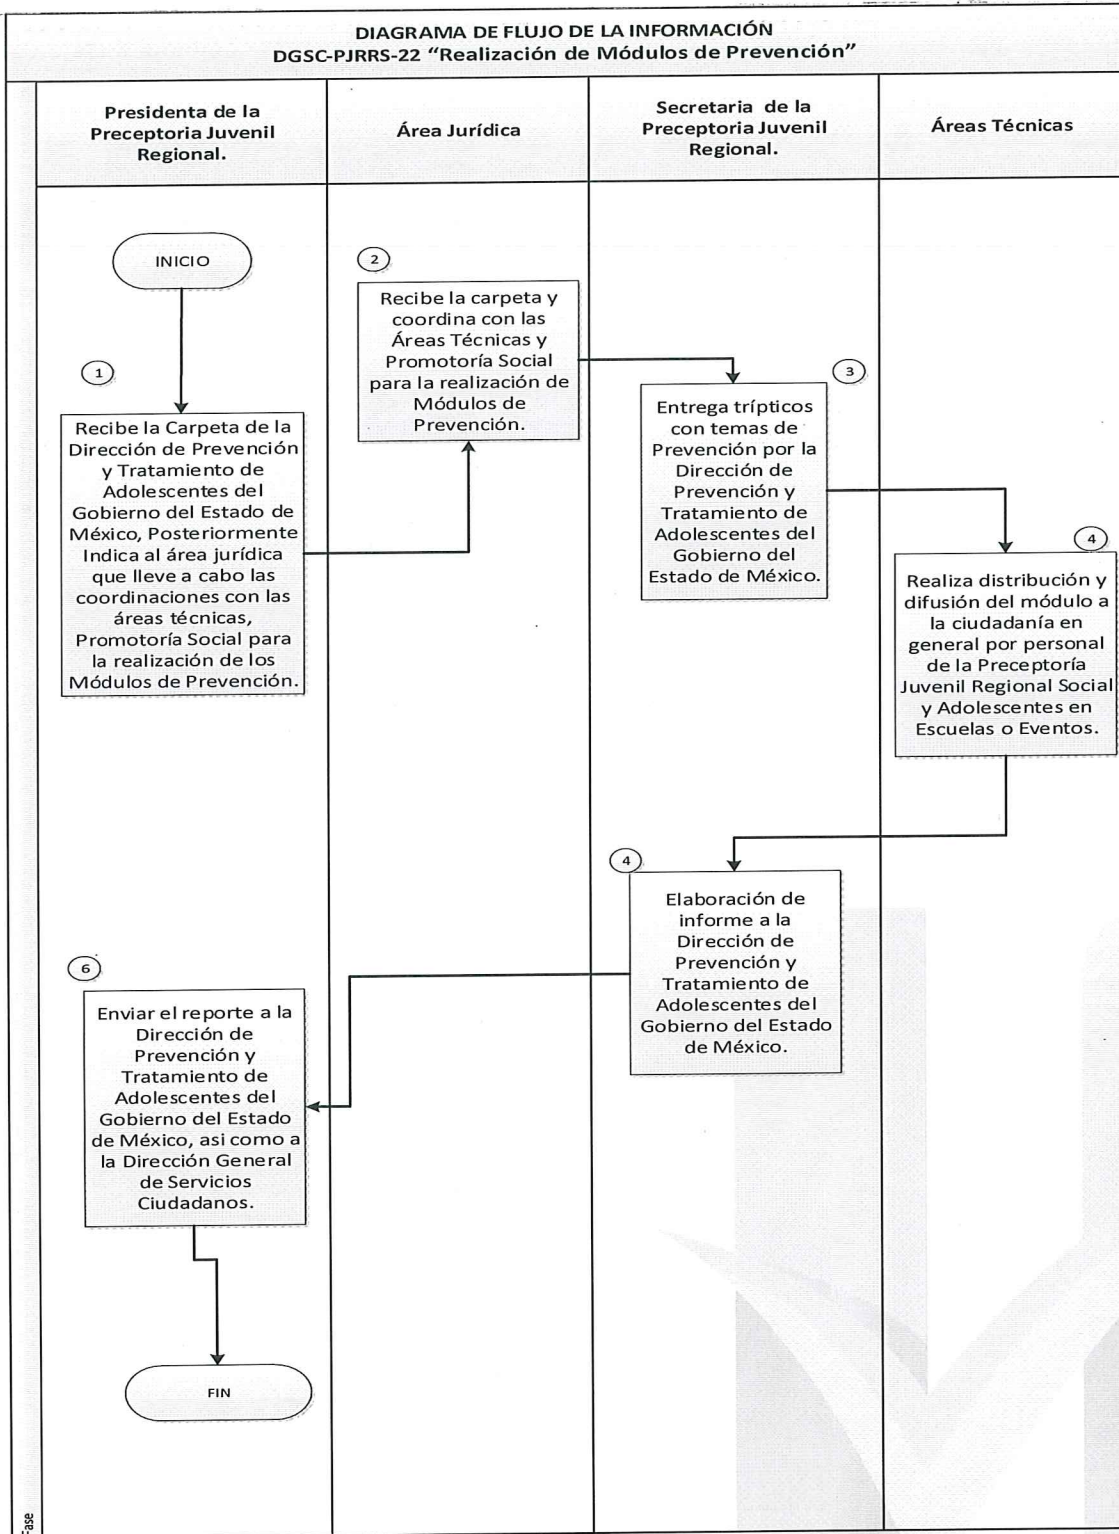 DIAGRAMA DE FLUJO DE LA INFORMACIÓN
DGSC-PJRRS-22 “Realización de Módulos de Prevención”
Presidenta de la
Preceptoria Juvenil
Regional.
Área Jurídica
Secretaria de la
Preceptoria Juvenil
Regional.
Áreas Técnicas
INICIO
1
Recibe la Carpeta de la
Dirección de Prevención
y Tratamiento de
Adolescentes del
Gobierno del Estado de
México, Posteriormente
Indica al área jurídica
que lleve a cabo las
coordinaciones con las
áreas técnicas,
Promotoría Social para
la realización de los
Módulos de Prevención.
2
Recibe la carpeta y
coordina con las
Áreas Técnicas y
Promotoría Social
para la realización de
Módulos de
Prevención.
3
Entrega trípticos
con temas de
Prevención por la
Dirección de
Prevención y
Tratamiento de
Adolescentes del
Gobierno del
Estado de México.
4
Realiza distribución y
difusión del módulo a
la ciudadanía en
general por personal
de la Preceptoría
Juvenil Regional Social
y Adolescentes en
Escuelas o Eventos.
4
Elaboración de
informe a la
Dirección de
Prevención y
Tratamiento de
Adolescentes del
Gobierno del Estado
de México.
6
Enviar el reporte a la
Dirección de
Prevención y
Tratamiento de
Adolescentes del
Gobierno del Estado
de México, asi como a
la Dirección General
de Servicios
Ciudadanos.
FIN
Fase